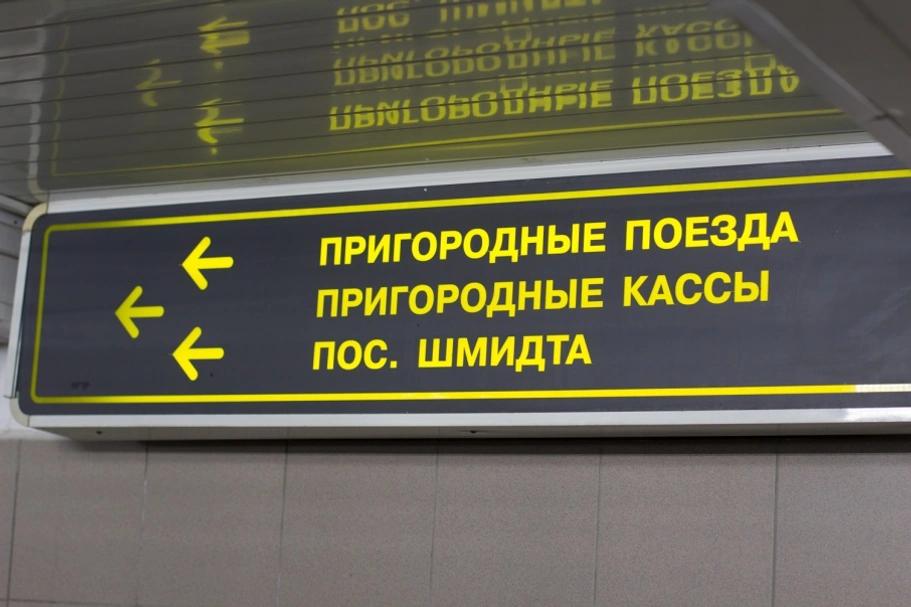 ПРИГОРОДНЫЕ ПОЕЗДА
ПРИГОРОДНЫЕ КАССЫ
ПОС. ШМИДТА